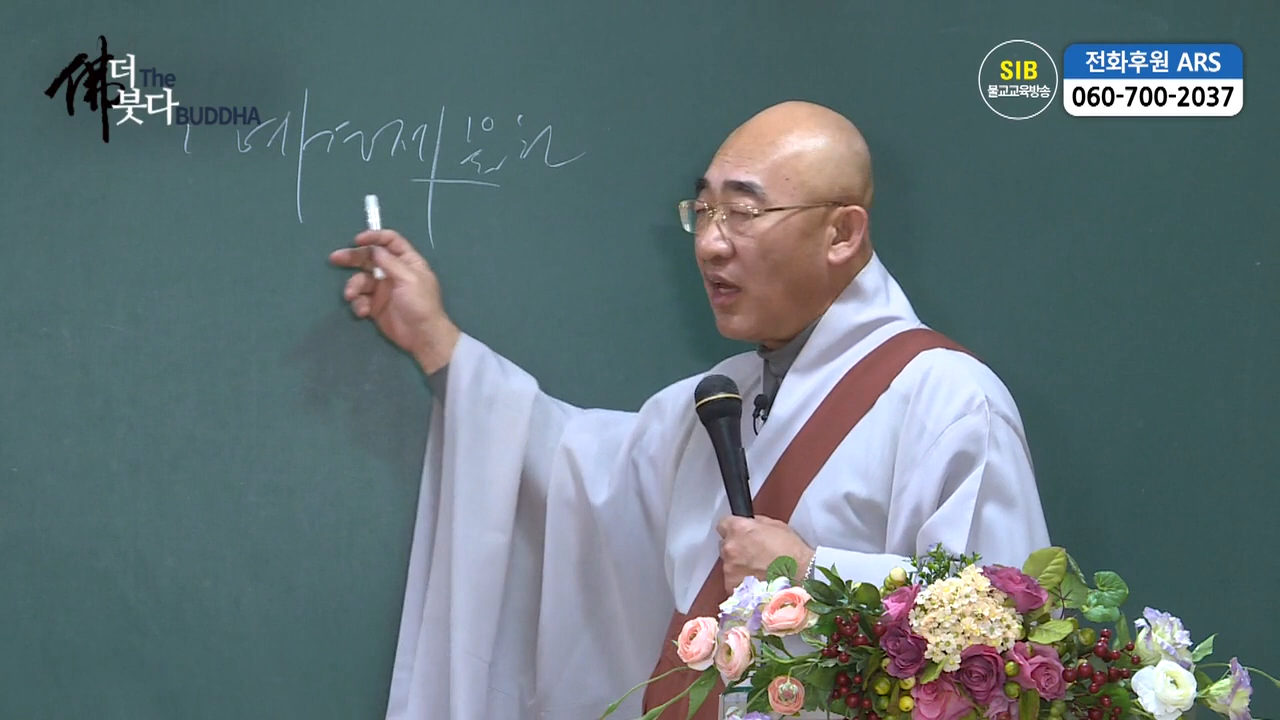 佛
더 The
붓다 BUDDHA
SIB
불교교육방송
전화후원 ARS
060-700-2037